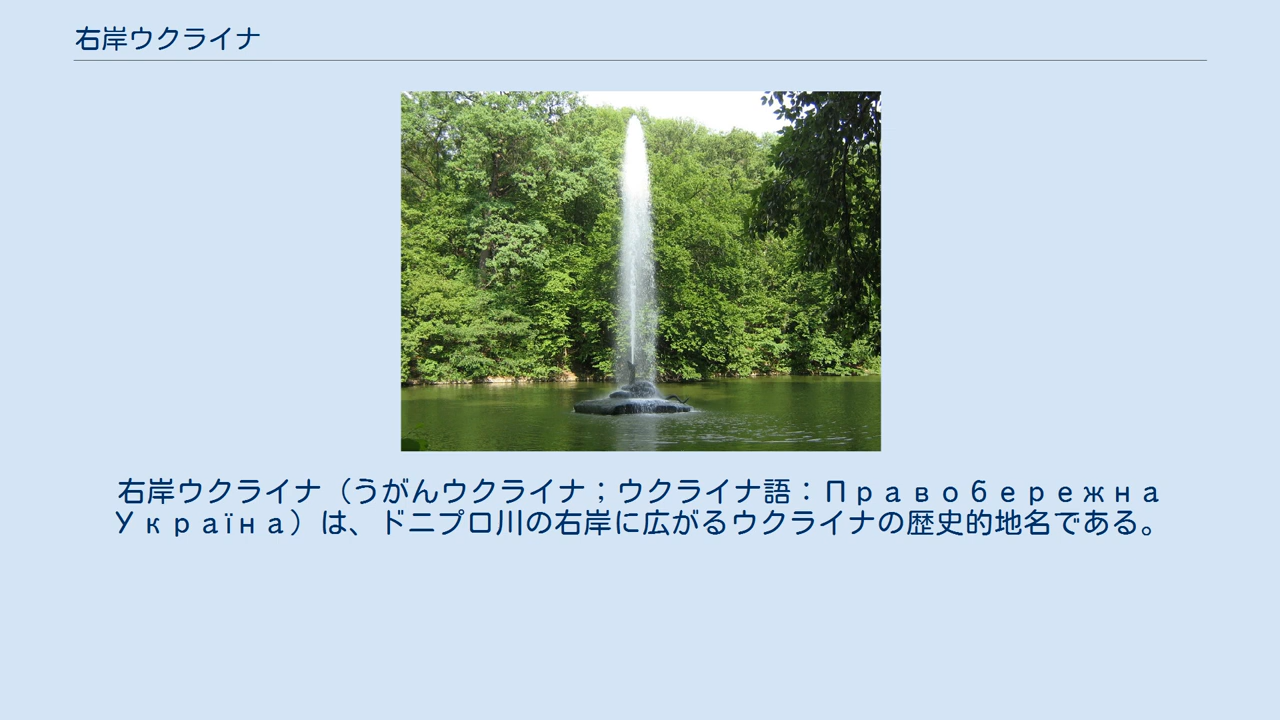 右岸ウクライナ
右岸ウクライナ（うがんウクライナ；ウクライナ語：Правобережна
Україна）は、ドニプロ川の右岸に広がるウクライナの歴史的地名である。